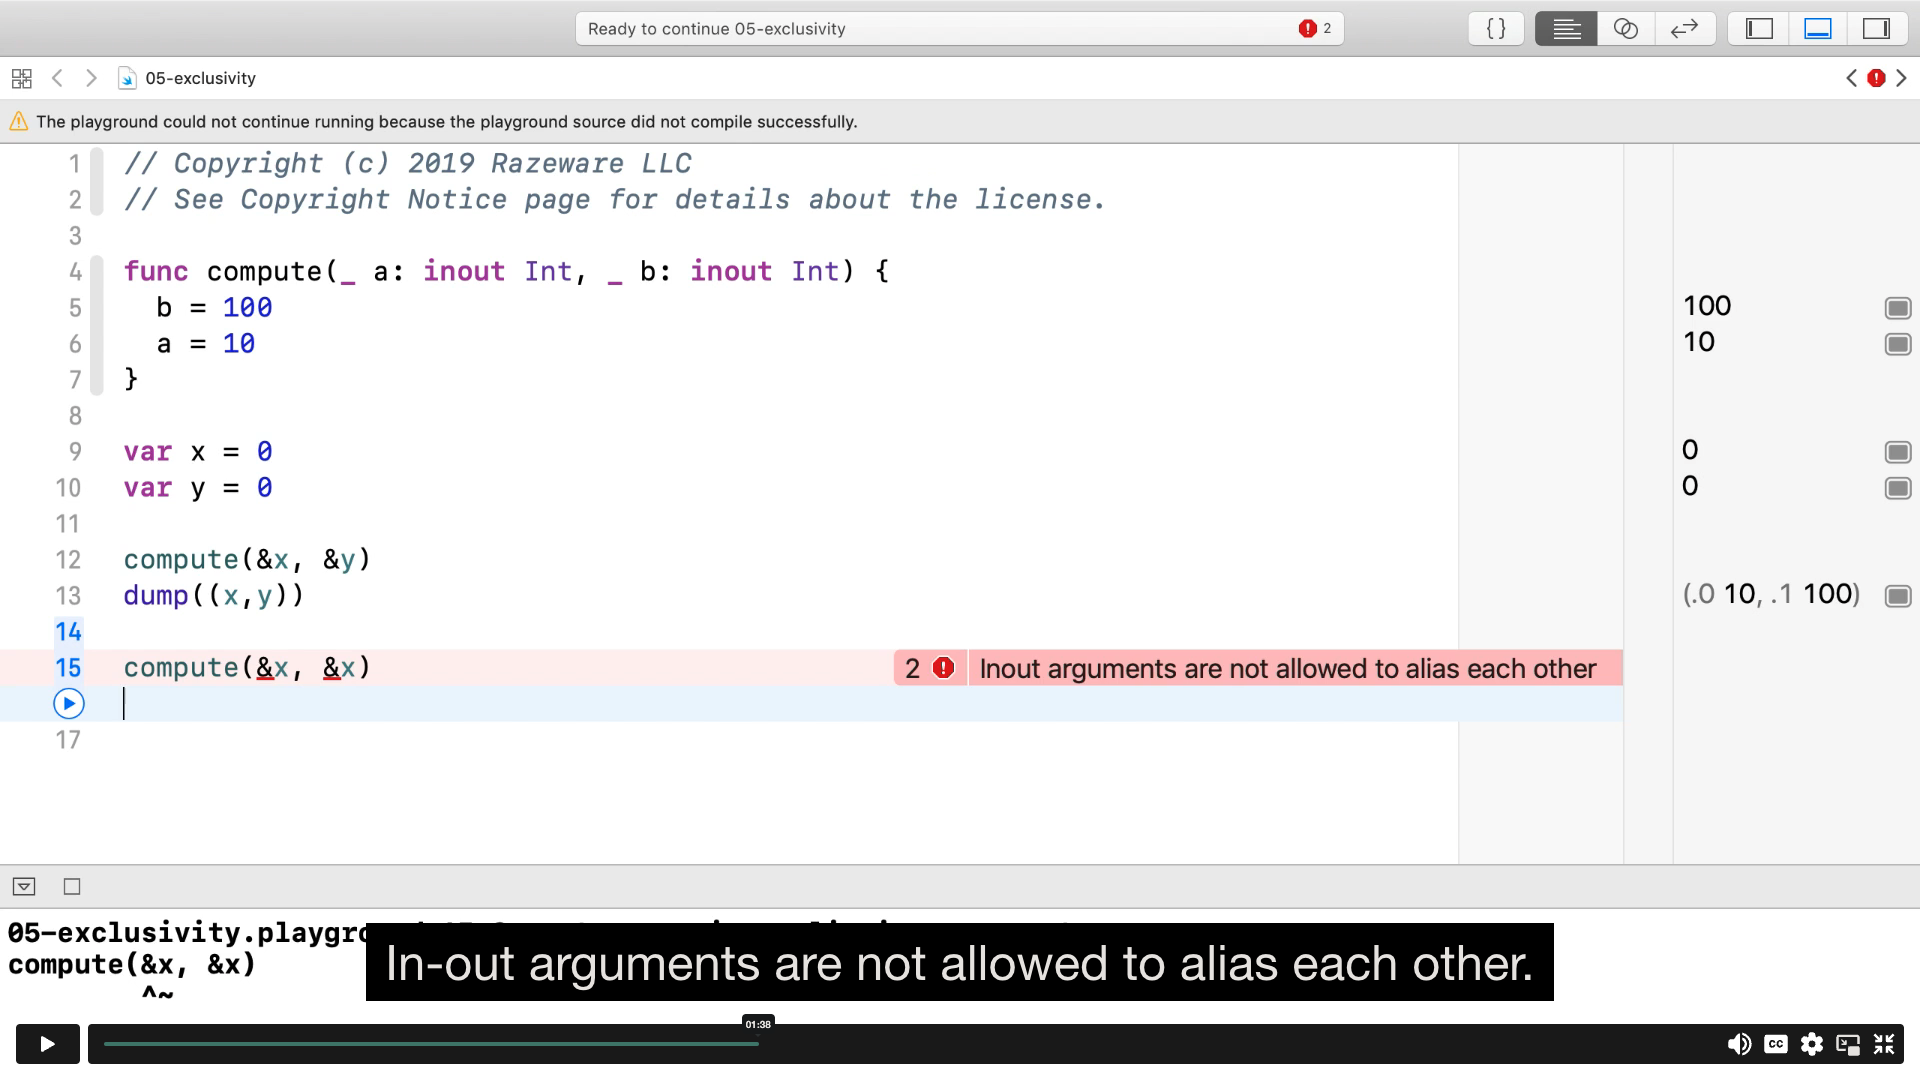 Ready to continue 05-exclusivity 2
05-exclusivity
The playground could not continue running because the playground source did not compile successfully.
1 // Copyright (c) 2019 Razeware LLC
2 // See Copyright Notice page for details about the license.
3
4 func compute(_ a: inout Int, _ b: inout Int) {
5 b = 100 100
6 a = 10 10
7 }
8
9 var x = 0 0
10 var y = 0 0
11
12 compute(&x, &y)
13 dump((x,y)) (.0 10, .1 100)
14
15 compute(&x, &x) 2 Inout arguments are not allowed to alias each other
17
05-exclusivity.playgro
compute(&x, &x)
^~
In-out arguments are not allowed to alias each other.
01:38
CC